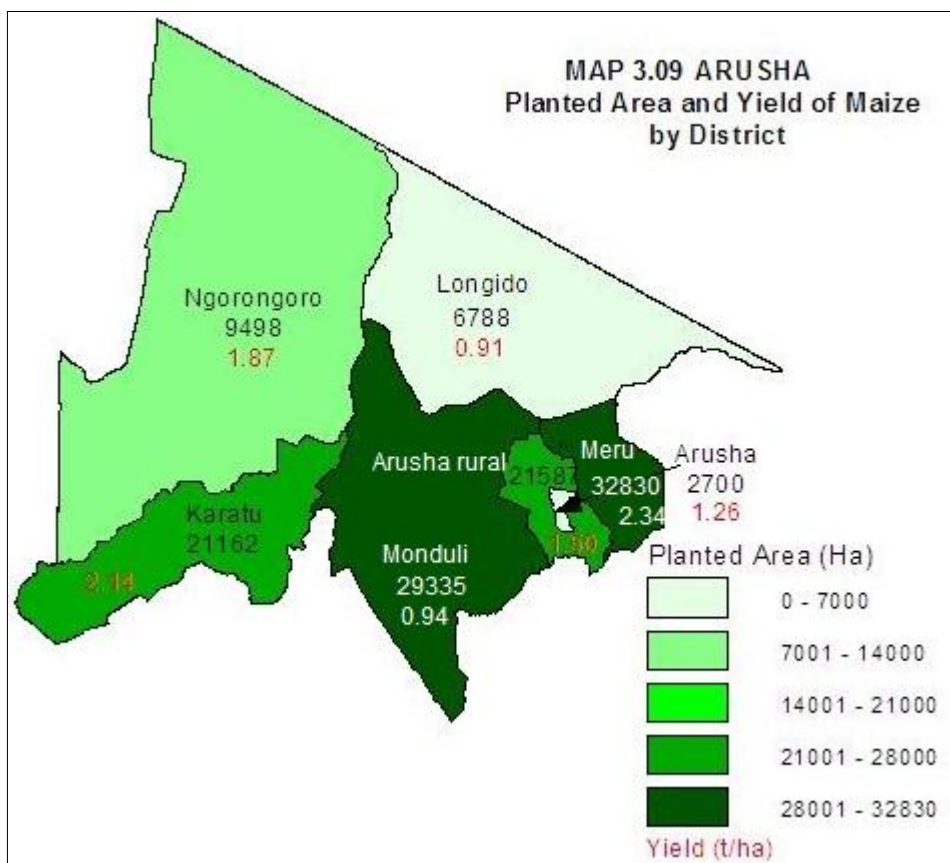 MAP 3.09 ARUSHA
Planted Area and Yield of Maize
by District
Ngorongoro
9498
1.87
Longido
6788
0.91
Arusha rural
21587
1.50
Meru
32830
2.34
Arusha
2700
1.26
Karatu
21162
2.14
Monduli
29335
0.94
Planted Area (Ha)
0 - 7000
7001 - 14000
14001 - 21000
21001 - 28000
28001 - 32830
Yield (t/ha)